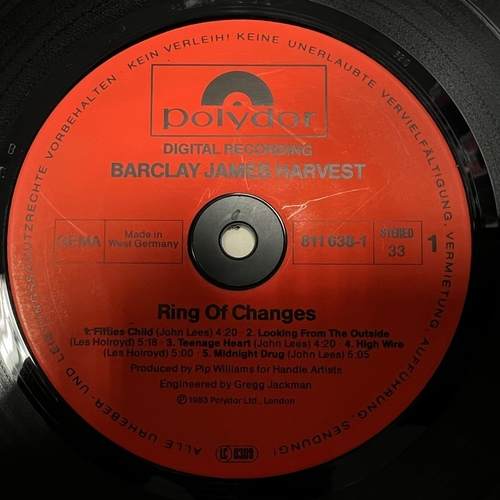 ALLE URHEBER- UND LEISTUNGSSCHUTZRECHTE VORBEHALTEN · KEIN VERLEIH! KEINE UNERLAUBTE VERVIELFÄLTIGUNG, VERMIETUNG, AUFFÜHRUNG, SENDUNG!
polydor
DIGITAL RECORDING
BARCLAY JAMES HARVEST
GEMA
Made in
West Germany
811 638-1
STEREO
33
1
Ring Of Changes
1. Fifties Child (John Lees) 4:20 · 2. Looking From The Outside
(Les Holroyd) 5:18 · 3. Teenage Heart (John Lees) 4:20 · 4. High Wire
(Les Holroyd) 5:00 · 5. Midnight Drug (John Lees) 5:05
Produced by Pip Williams for Handle Artists
Engineered by Gregg Jackman
℗ 1983 Polydor Ltd., London
LC 0309